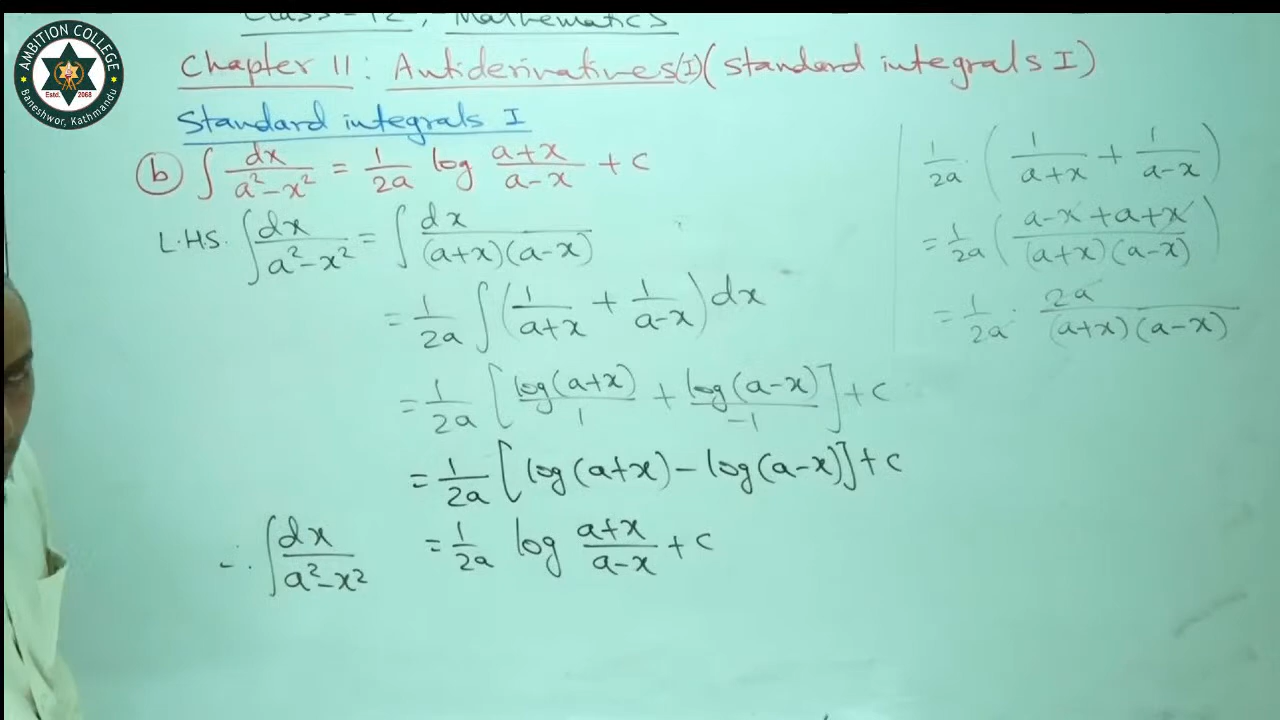 AMBITION COLLEGE
Estd. 2068
Baneshwor, Kathmandu
Class - 12, Mathematics
Chapter 11: Antiderivatives(I)(standard integrals I)
Standard integrals I
(b) ∫ dx/(a²-x²) = 1/2a log (a+x)/(a-x) + c
L.H.S. ∫ dx/(a²-x²) = ∫ dx/((a+x)(a-x))
= 1/2a ∫ (1/(a+x) + 1/(a-x)) dx
= 1/2a [log(a+x)/1 + log(a-x)/-1] + c
= 1/2a [log(a+x) - log(a-x)] + c
∴ ∫ dx/(a²-x²) = 1/2a log (a+x)/(a-x) + c
1/2a · (1/(a+x) + 1/(a-x))
= 1/2a ((a-x+a+x)/((a+x)(a-x)))
= 1/2a · 2a/((a+x)(a-x))